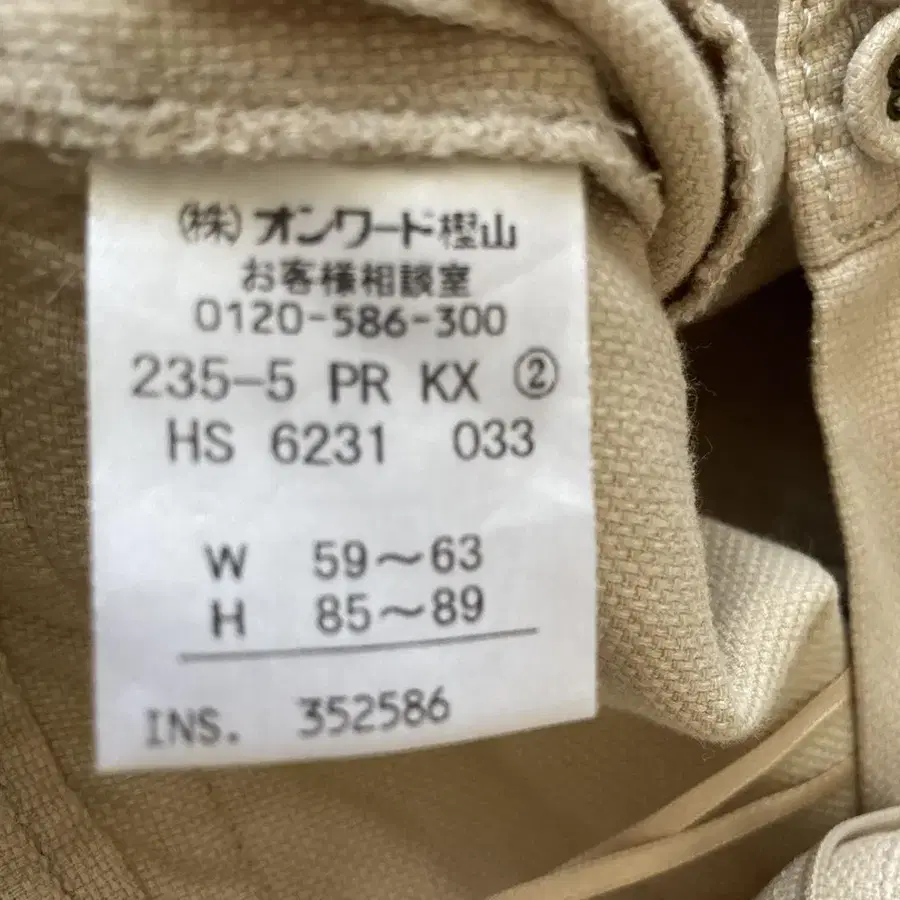 (株)オンワード樫山
お客様相談室
0120-586-300
235-5 PR KX ②
HS 6231 033
W 59～63
H 85～89
INS. 352586